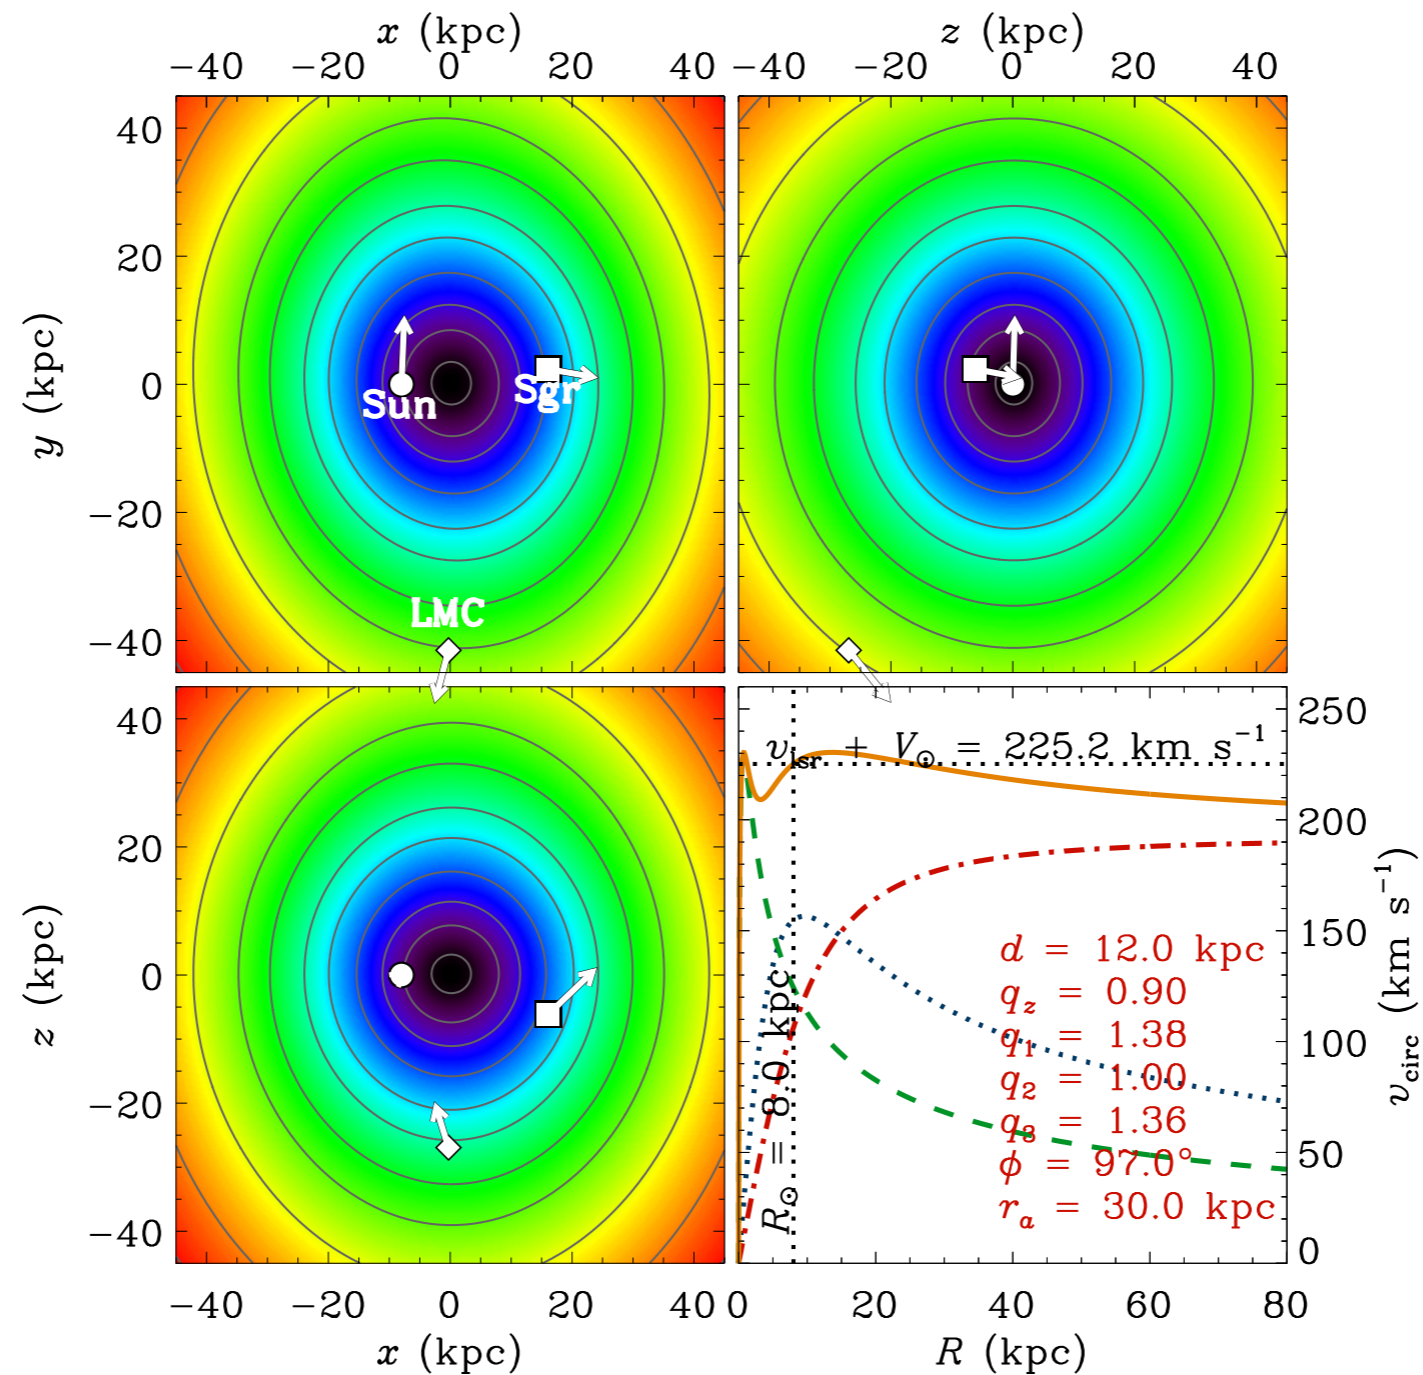 x (kpc)
z (kpc)
−40 −20 0 20 40
−40 −20 0 20 40
y (kpc)
40
20
0
−20
−40
Sun
Sgr
LMC
z (kpc)
40
20
0
−20
−40
−40 −20 0 20 40
x (kpc)
v_lsr + V_⊙ = 225.2 km s⁻¹
R_⊙ = 8.0 kpc
d = 12.0 kpc
q_z = 0.90
q₁ = 1.38
q₂ = 1.00
q₃ = 1.36
ϕ = 97.0°
r_a = 30.0 kpc
250
200
150
100
50
0
v_circ (km s⁻¹)
0 20 40 60 80
R (kpc)